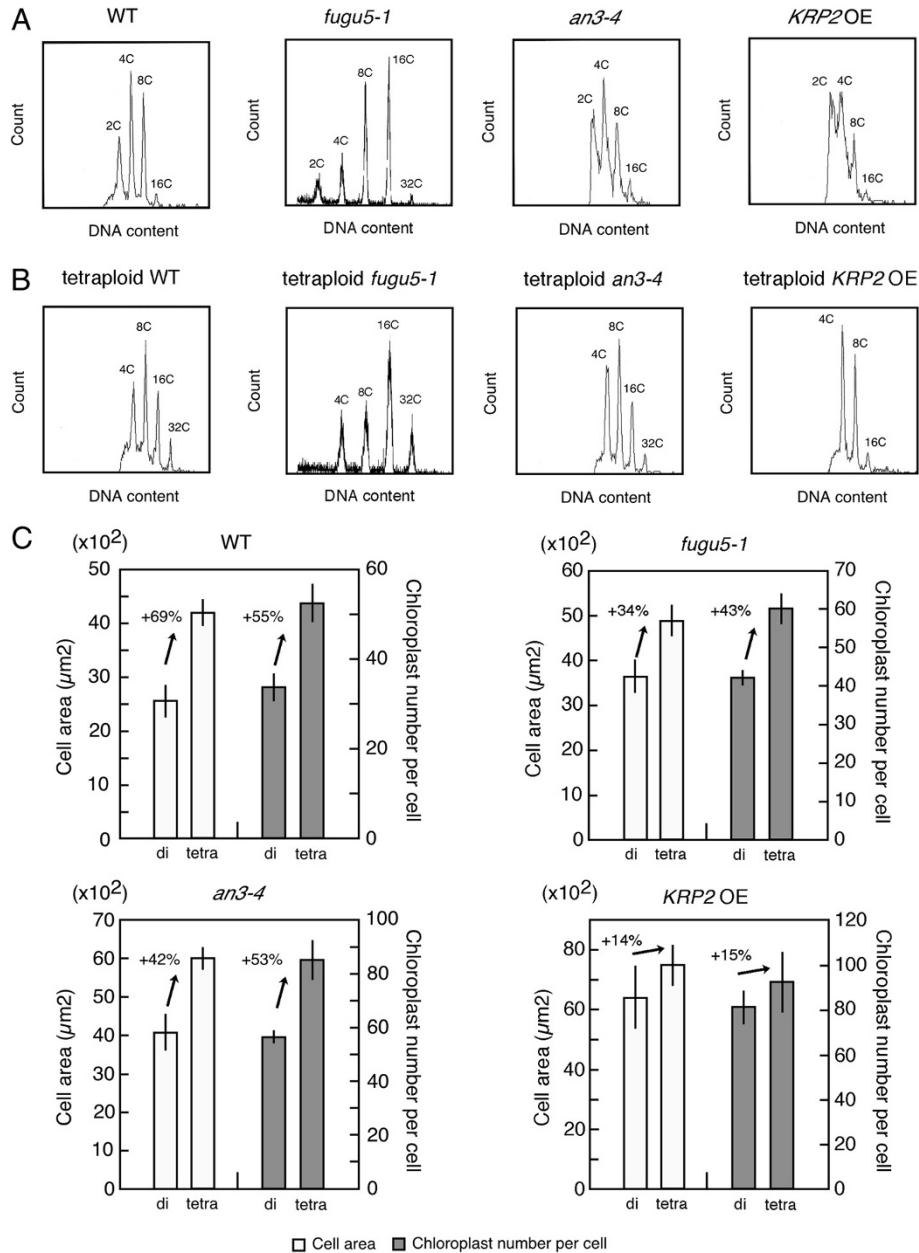 A
WT
fugu5-1
an3-4
KRP2 OE
Count
2C
4C
8C
16C
DNA content
Count
2C
4C
8C
16C
32C
DNA content
Count
2C
4C
8C
16C
DNA content
Count
2C
4C
8C
16C
DNA content
B
tetraploid WT
tetraploid fugu5-1
tetraploid an3-4
tetraploid KRP2 OE
Count
4C
8C
16C
32C
DNA content
Count
4C
8C
16C
32C
DNA content
Count
4C
8C
16C
32C
DNA content
Count
4C
8C
16C
DNA content
C
(x10²)
WT
Cell area (µm2)
50
40
30
20
10
0
+69%
+55%
60
40
20
0
Chloroplast number per cell
di
tetra
di
tetra
(x10²)
fugu5-1
Cell area (µm2)
60
50
40
30
20
10
0
+34%
+43%
70
60
50
40
30
20
10
0
Chloroplast number per cell
di
tetra
di
tetra
(x10²)
an3-4
Cell area (µm2)
70
60
50
40
30
20
10
0
+42%
+53%
100
80
60
40
20
0
Chloroplast number per cell
di
tetra
di
tetra
(x10²)
KRP2 OE
Cell area (µm2)
80
60
40
20
0
+14%
+15%
120
100
80
60
40
20
0
Chloroplast number per cell
di
tetra
di
tetra
Cell area
Chloroplast number per cell